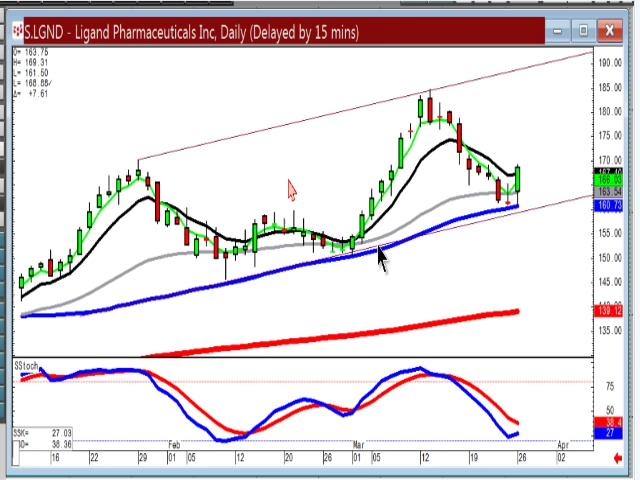 S.LGND - Ligand Pharmaceuticals Inc, Daily (Delayed by 15 mins)
O= 163.75
H= 169.31
L= 161.50
L= 168.88
Δ= +7.61
190.00
185.00
180.00
175.00
170.00
166.03
163.54
160.73
155.00
150.00
145.00
139.12
135.00
SStoch
75
50
38.4
27
SSK= 27.03
38.36
Feb Mar Apr
16 22 29 01 05 12 20 26 01 05 12 19 26 02